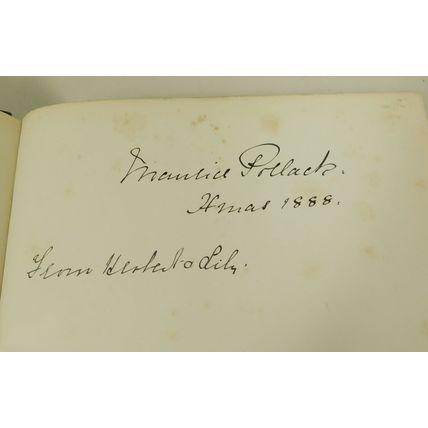 Maurice Pollack.
Xmas 1888.
From Herbert & Lily.